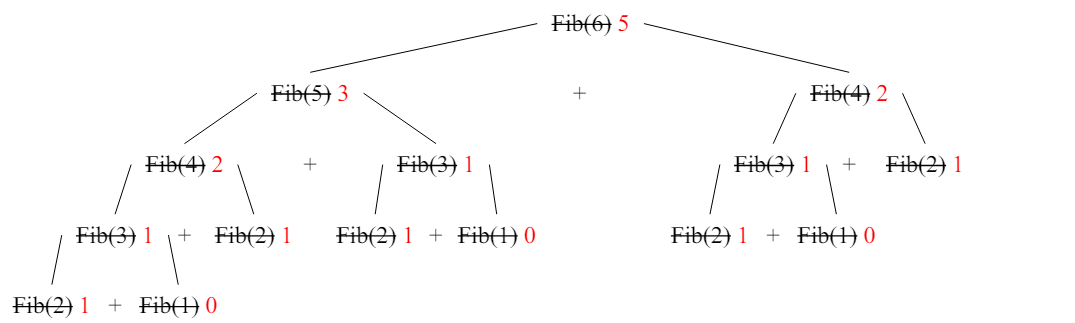 Fib(6) 5
Fib(5) 3 + Fib(4) 2
Fib(4) 2 + Fib(3) 1 Fib(3) 1 + Fib(2) 1
Fib(3) 1 + Fib(2) 1 Fib(2) 1 + Fib(1) 0 Fib(2) 1 + Fib(1) 0
Fib(2) 1 + Fib(1) 0